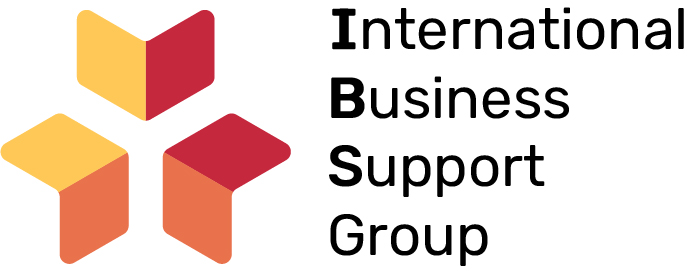 International
Business
Support
Group